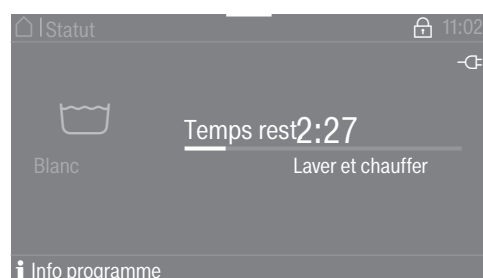 Statut 11:02
Temps rest2:27
Blanc Laver et chauffer
i Info programme